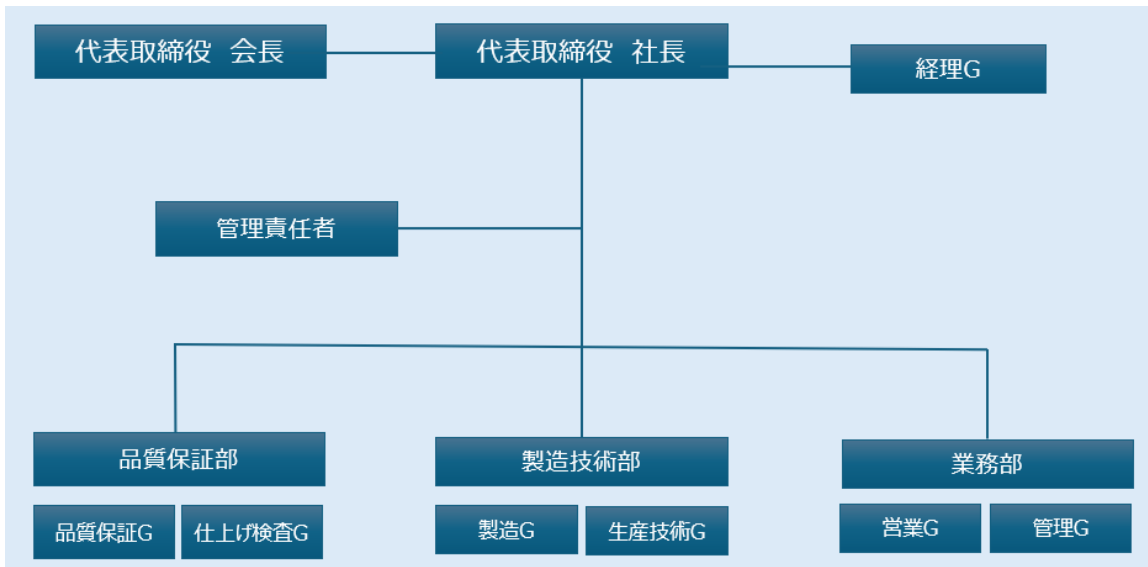 代表取締役　会長
代表取締役　社長
経理G
管理責任者
品質保証部
製造技術部
業務部
品質保証G
仕上げ検査G
製造G
生産技術G
営業G
管理G